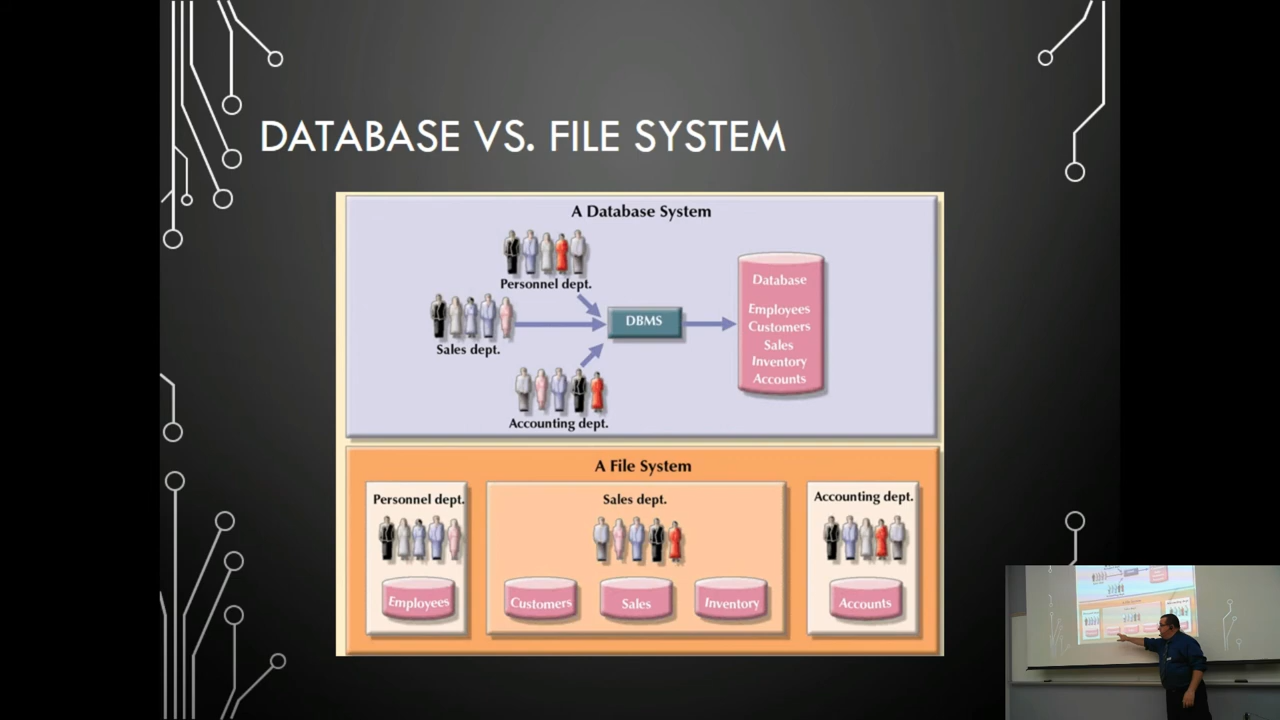 DATABASE VS. FILE SYSTEM
A Database System
Personnel dept.
Sales dept.
Accounting dept.
DBMS
Database
Employees
Customers
Sales
Inventory
Accounts
A File System
Personnel dept.
Employees
Sales dept.
Customers
Sales
Inventory
Accounting dept.
Accounts